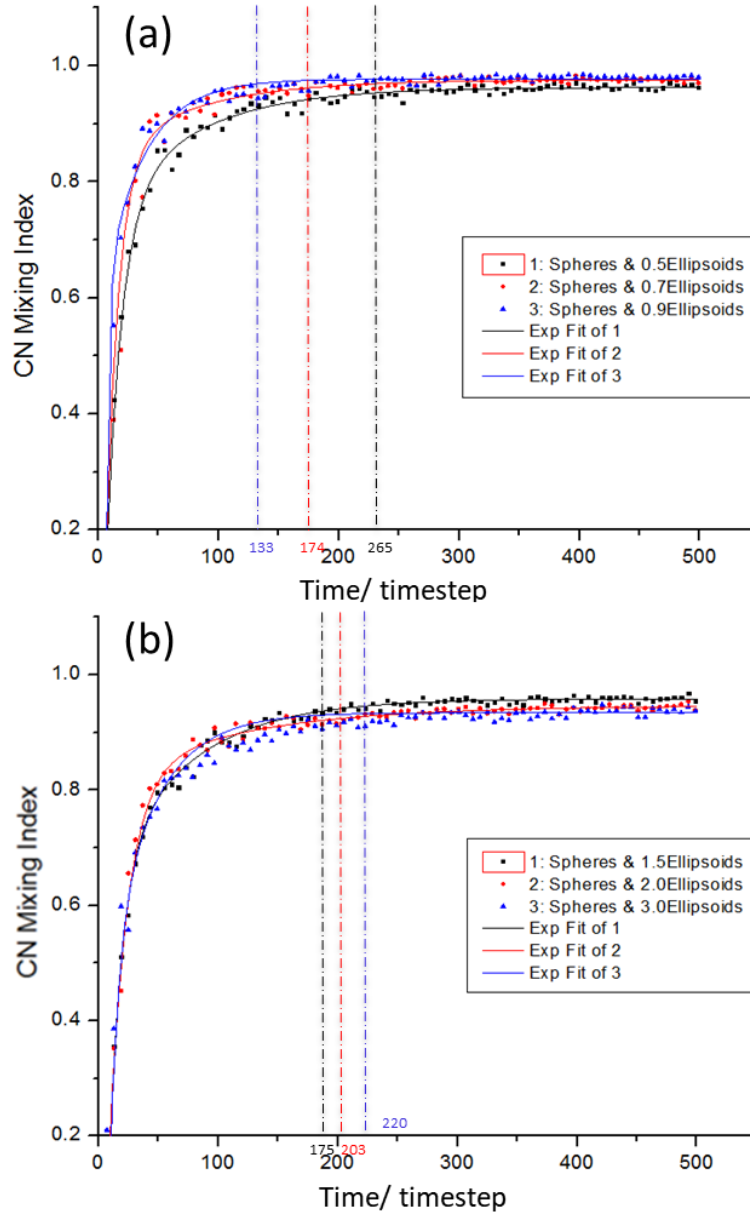 (a)
1.0
0.8
0.6
0.4
0.2
CN Mixing Index
1: Spheres & 0.5Ellipsoids
2: Spheres & 0.7Ellipsoids
3: Spheres & 0.9Ellipsoids
Exp Fit of 1
Exp Fit of 2
Exp Fit of 3
0 100 200 300 400 500
133 174 265
Time/ timestep
(b)
1.0
0.8
0.6
0.4
0.2
CN Mixing Index
1: Spheres & 1.5Ellipsoids
2: Spheres & 2.0Ellipsoids
3: Spheres & 3.0Ellipsoids
Exp Fit of 1
Exp Fit of 2
Exp Fit of 3
220
175 203
0 100 200 300 400 500
Time/ timestep